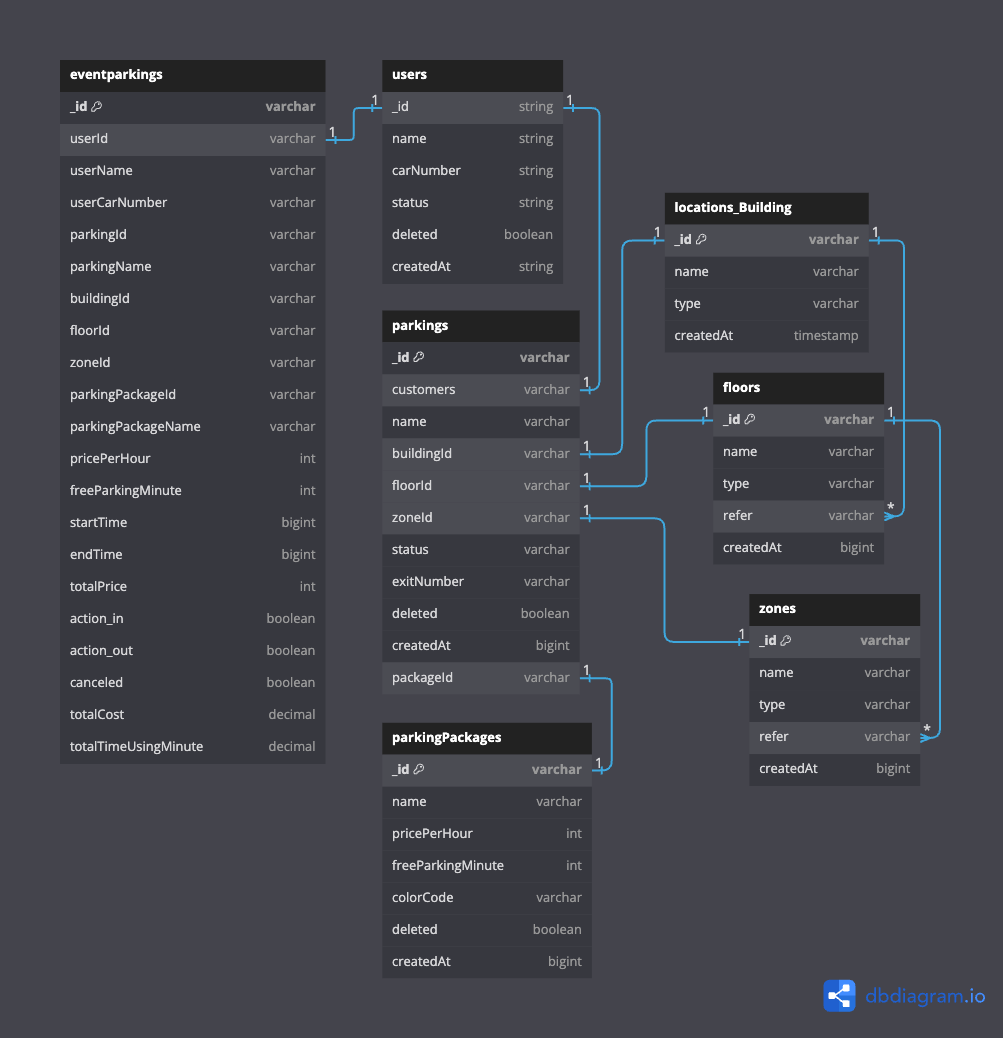 eventparkings
_id varchar
userId varchar
userName varchar
userCarNumber varchar
parkingId varchar
parkingName varchar
buildingId varchar
floorId varchar
zoneId varchar
parkingPackageId varchar
parkingPackageName varchar
pricePerHour int
freeParkingMinute int
startTime bigint
endTime bigint
totalPrice int
action_in boolean
action_out boolean
canceled boolean
totalCost decimal
totalTimeUsingMinute decimal
1
1
users
_id string
name string
carNumber string
status string
deleted boolean
createdAt string
1
parkings
_id varchar
customers varchar
name varchar
buildingId varchar
floorId varchar
zoneId varchar
status varchar
exitNumber varchar
deleted boolean
createdAt bigint
packageId varchar
1
1
1
1
1
parkingPackages
_id varchar
name varchar
pricePerHour int
freeParkingMinute int
colorCode varchar
deleted boolean
createdAt bigint
1
1
locations_Building
_id varchar
name varchar
type varchar
createdAt timestamp
1
1
floors
_id varchar
name varchar
type varchar
refer varchar
createdAt bigint
1
*
1
zones
_id varchar
name varchar
type varchar
refer varchar
createdAt bigint
*
dbdiagram.io